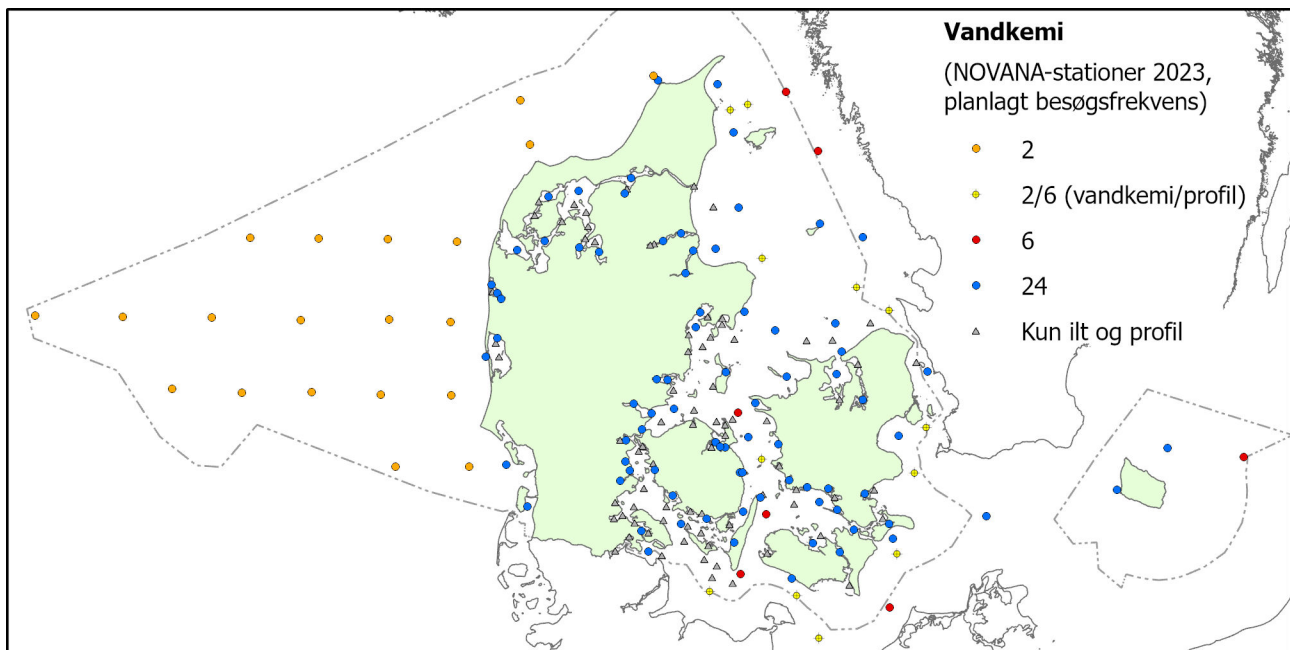 Vandkemi
(NOVANA-stationer 2023,
planlagt besøgsfrekvens)
2
2/6 (vandkemi/profil)
6
24
Kun ilt og profil